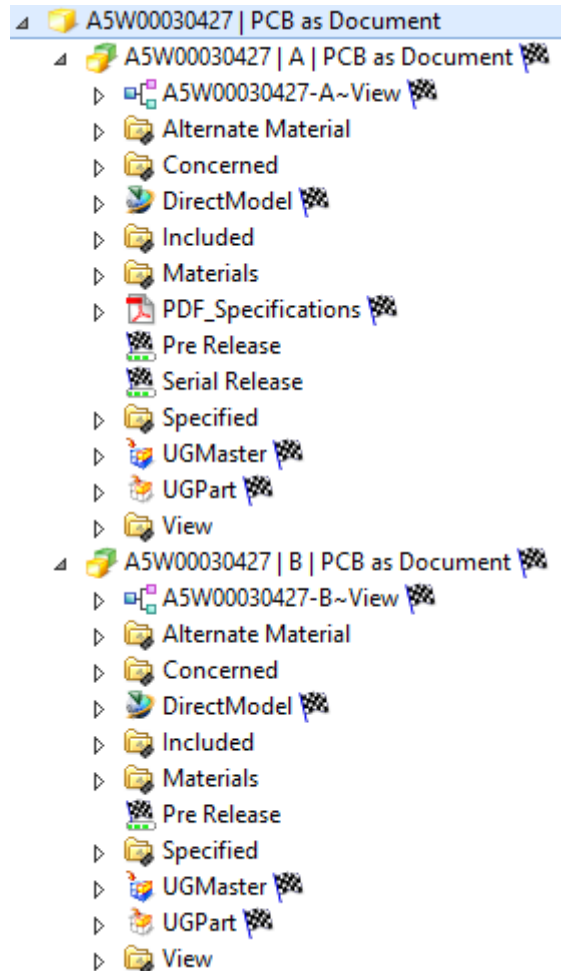 A5W00030427 | PCB as Document
A5W00030427 | A | PCB as Document
A5W00030427-A~View
Alternate Material
Concerned
DirectModel
Included
Materials
PDF_Specifications
Pre Release
Serial Release
Specified
UGMaster
UGPart
View
A5W00030427 | B | PCB as Document
A5W00030427-B~View
Alternate Material
Concerned
DirectModel
Included
Materials
Pre Release
Specified
UGMaster
UGPart
View